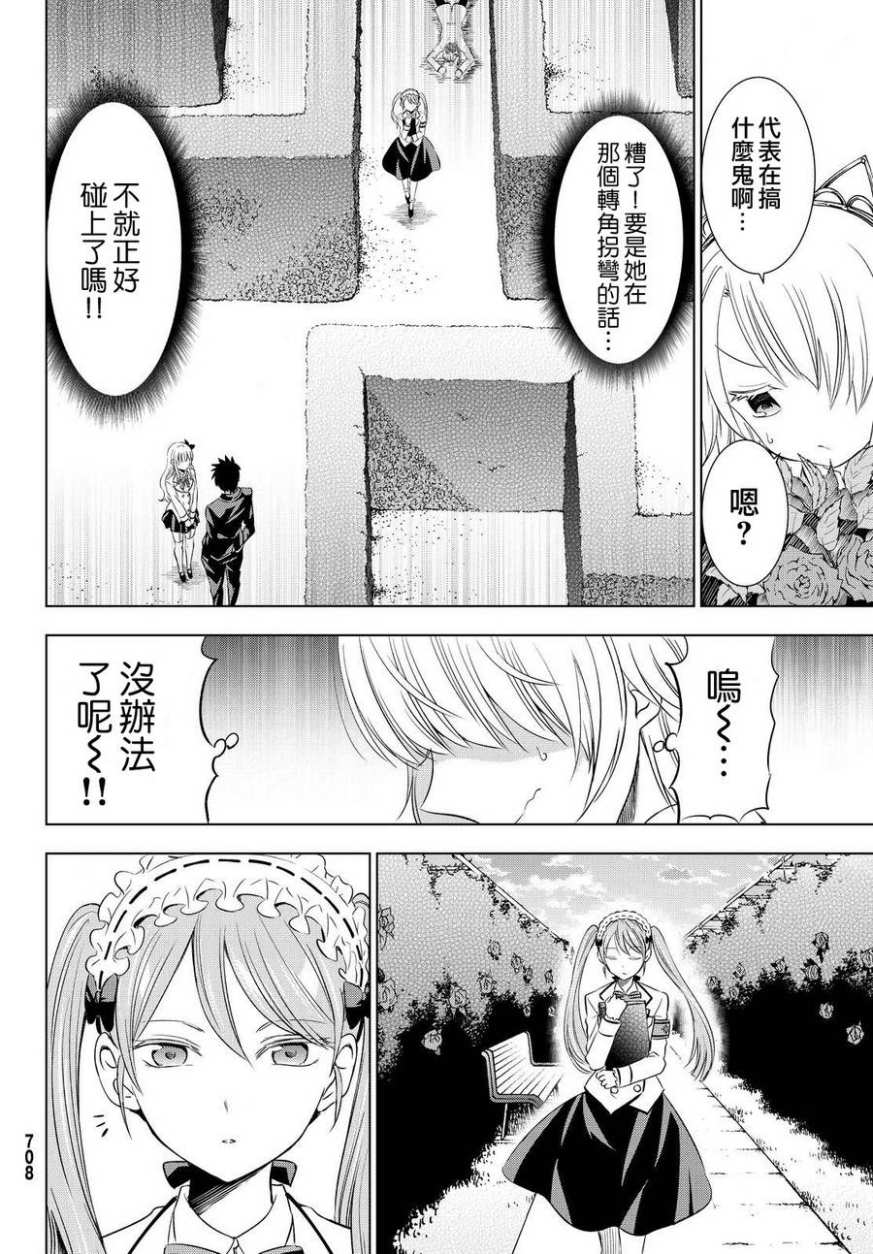 代表在搞
什麼鬼啊…
嗯?
糟了!要是她在
那個轉角拐彎的話…
不就正好
碰上了嗎!!
嗚~…
沒辦法
了呢~!!
708